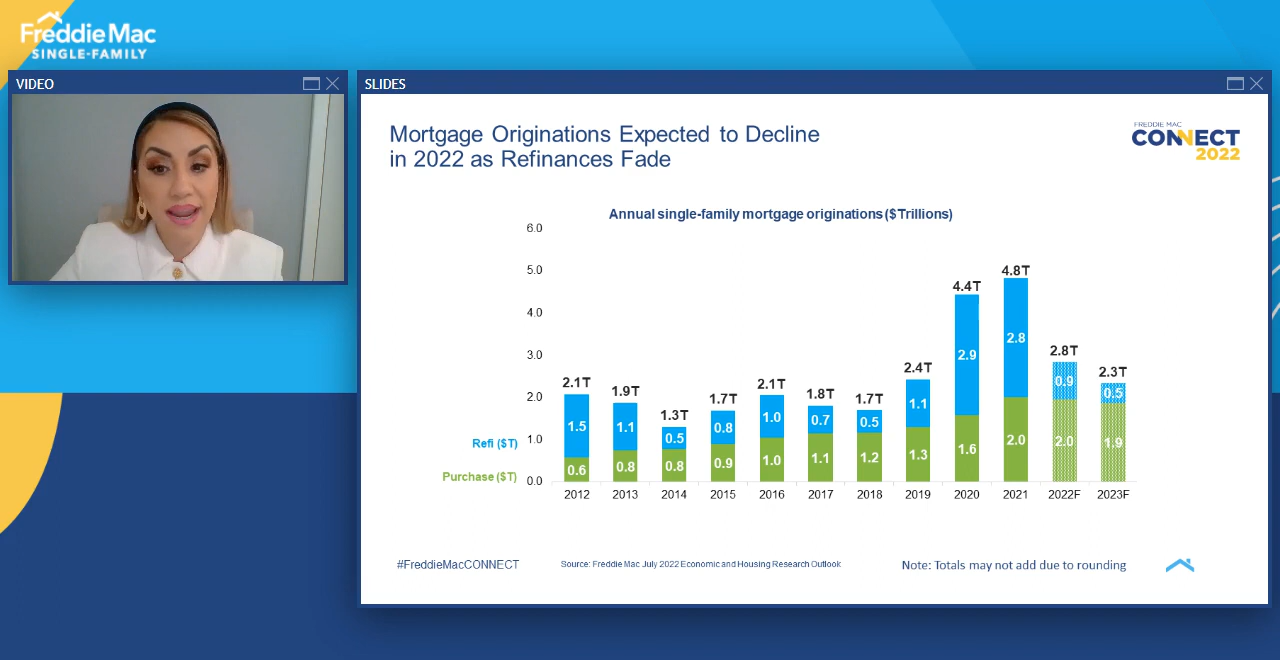 Freddie Mac
SINGLE-FAMILY
VIDEO
SLIDES
Mortgage Originations Expected to Decline
in 2022 as Refinances Fade
FREDDIE MAC
CONNECT
2022
Annual single-family mortgage originations ($Trillions)
6.0
5.0
4.0
3.0
2.0
1.0
0.0
Refi ($T)
Purchase ($T)
2.1T 1.9T 1.3T 1.7T 2.1T 1.8T 1.7T 2.4T 4.4T 4.8T 2.8T 2.3T
1.5 1.1 0.5 0.8 1.0 0.7 0.5 1.1 2.9 2.8 0.9 0.5
0.6 0.8 0.8 0.9 1.0 1.1 1.2 1.3 1.6 2.0 2.0 1.9
2012 2013 2014 2015 2016 2017 2018 2019 2020 2021 2022F 2023F
#FreddieMacCONNECT
Source: Freddie Mac July 2022 Economic and Housing Research Outlook
Note: Totals may not add due to rounding